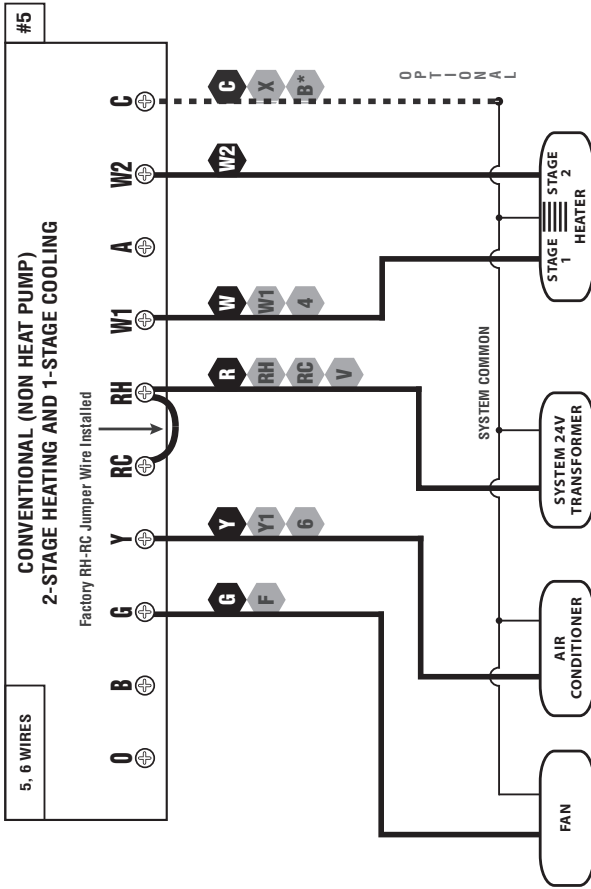 5, 6 WIRES
#5
CONVENTIONAL (NON HEAT PUMP)
2-STAGE HEATING AND 1-STAGE COOLING
Factory RH-RC Jumper Wire Installed
O B G Y RC RH W1 A W2 C
G Y R W W2 C
F Y1 RH W1 X
6 RC 4 B*
V
OPTIONAL
SYSTEM COMMON
FAN
AIR
CONDITIONER
SYSTEM 24V
TRANSFORMER
STAGE
1
STAGE
2
HEATER